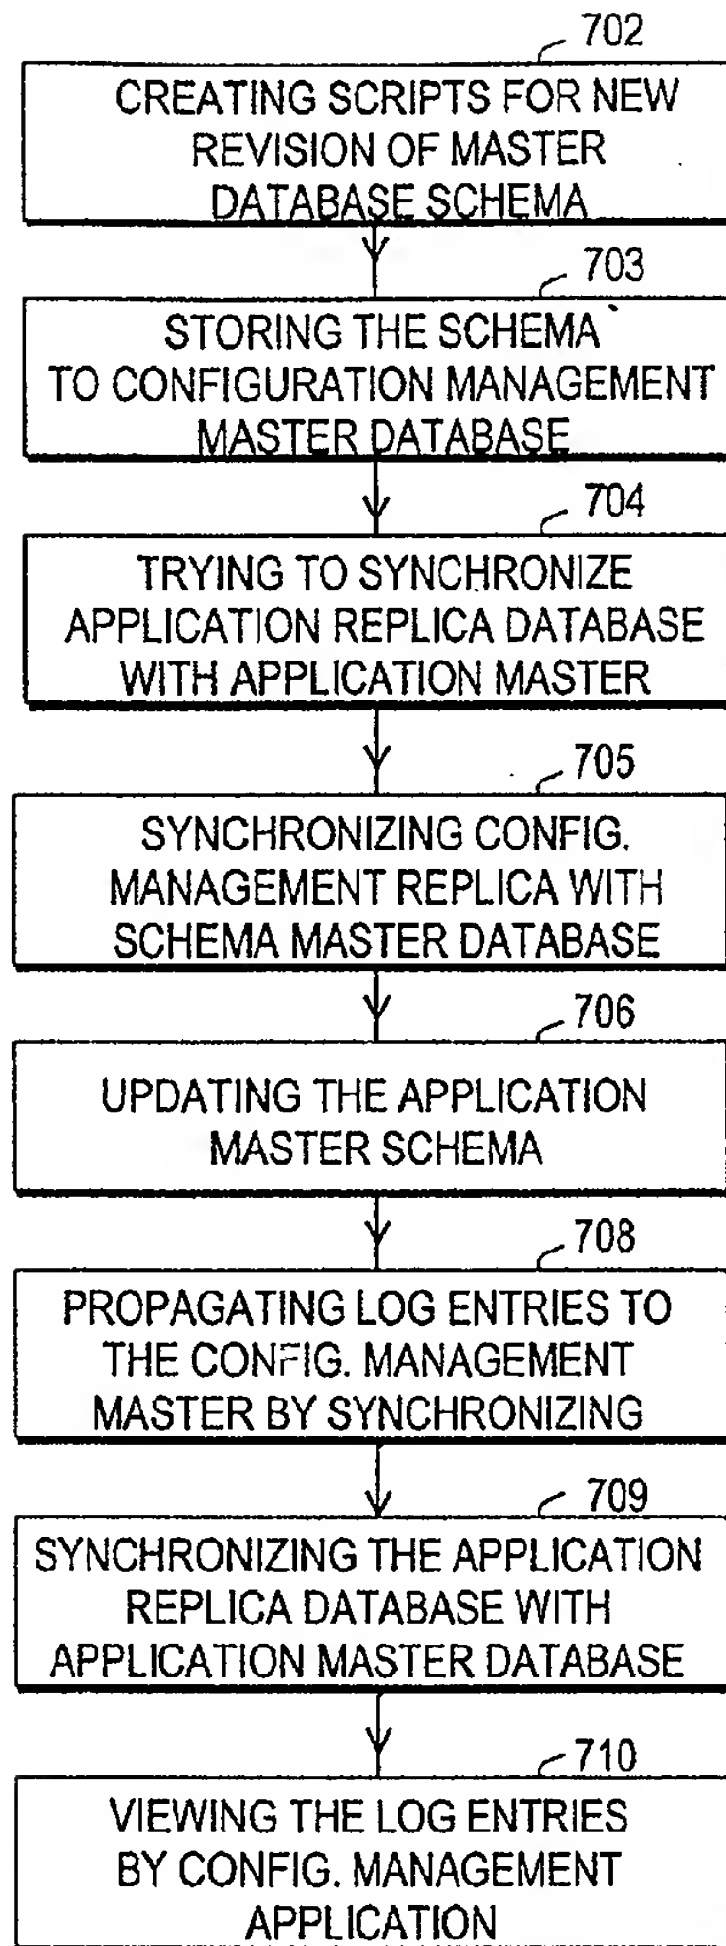 702
CREATING SCRIPTS FOR NEW
REVISION OF MASTER
DATABASE SCHEMA
703
STORING THE SCHEMA
TO CONFIGURATION MANAGEMENT
MASTER DATABASE
704
TRYING TO SYNCHRONIZE
APPLICATION REPLICA DATABASE
WITH APPLICATION MASTER
705
SYNCHRONIZING CONFIG.
MANAGEMENT REPLICA WITH
SCHEMA MASTER DATABASE
706
UPDATING THE APPLICATION
MASTER SCHEMA
708
PROPAGATING LOG ENTRIES TO
THE CONFIG. MANAGEMENT
MASTER BY SYNCHRONIZING
709
SYNCHRONIZING THE APPLICATION
REPLICA DATABASE WITH
APPLICATION MASTER DATABASE
710
VIEWING THE LOG ENTRIES
BY CONFIG. MANAGEMENT
APPLICATION